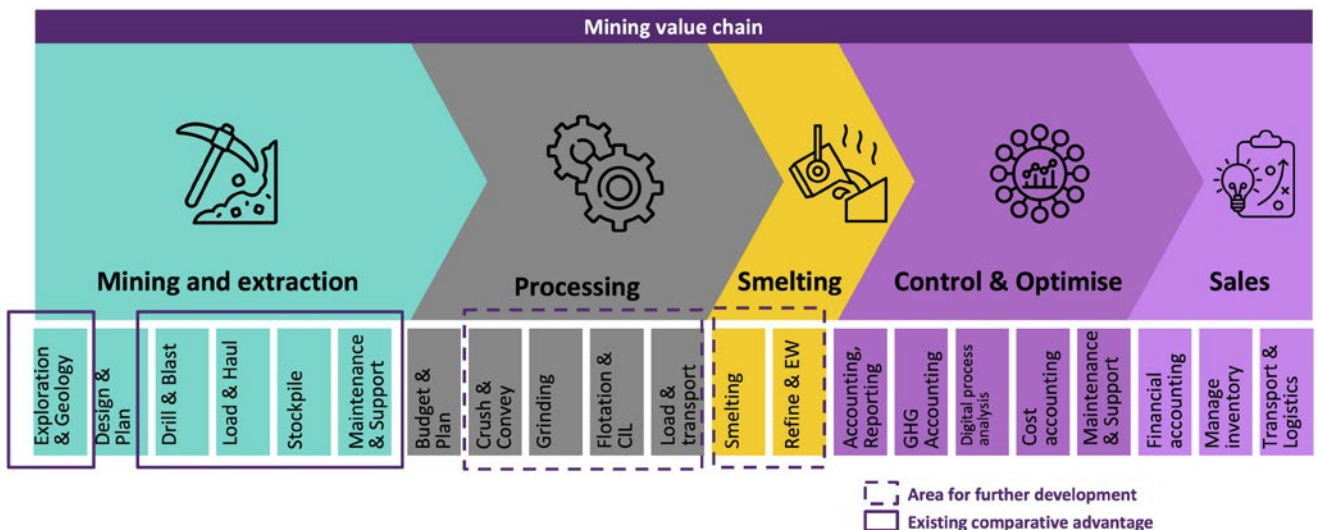 Mining value chain
Mining and extraction
Processing
Smelting
Control & Optimise
Sales
Exploration
& Geology
Design &
Plan
Drill & Blast
Load & Haul
Stockpile
Maintenance
& Support
Budget &
Plan
Crush &
Convey
Grinding
Flotation &
CIL
Load &
transport
Smelting
Refine & EW
Accounting,
Reporting
GHG
Accounting
Digital process
analysis
Cost
accounting
Maintenance
& Support
Financial
accounting
Manage
inventory
Transport &
Logistics
Area for further development
Existing comparative advantage